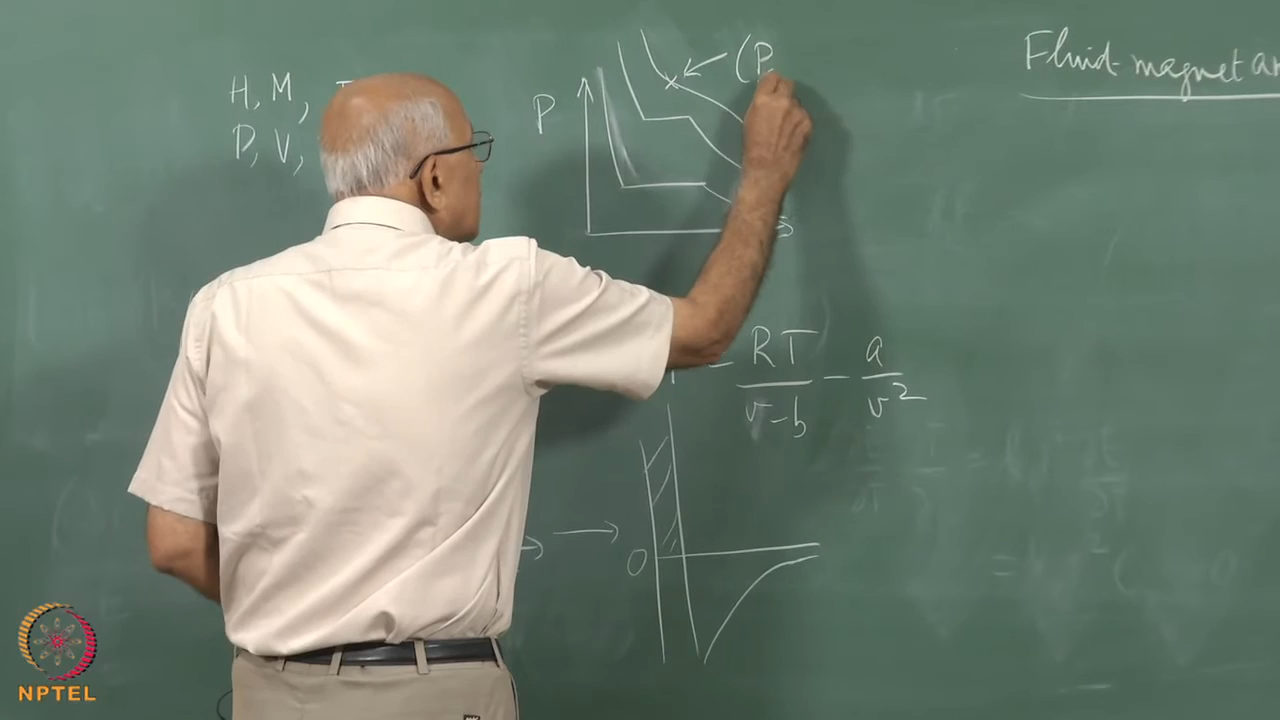 Fluid-magnet an
H, M,
P, V,
P
(P
RT/v-b - a/v²
0
NPTEL